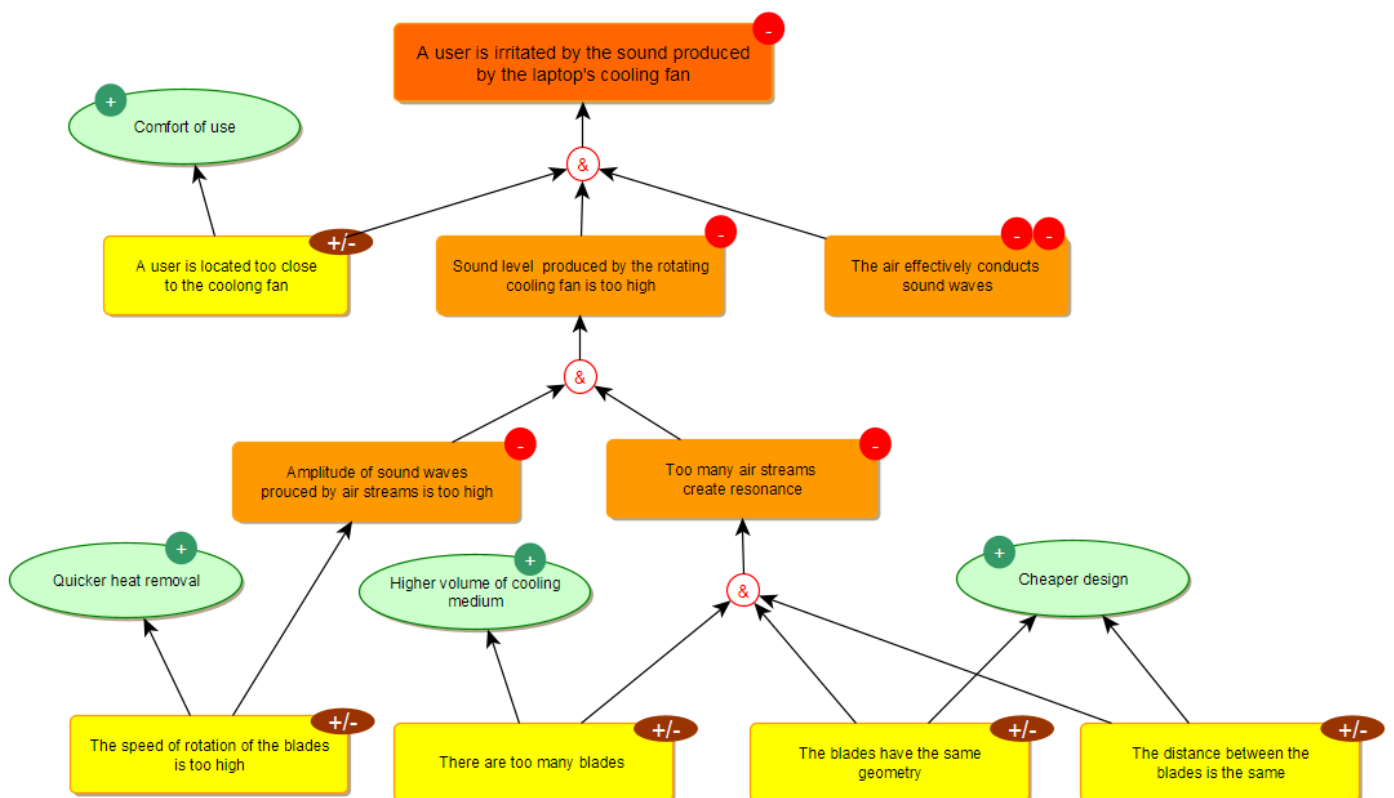 A user is irritated by the sound produced
by the laptop's cooling fan
-
+
Comfort of use
&
A user is located too close
to the coolong fan
+/-
Sound level produced by the rotating
cooling fan is too high
-
The air effectively conducts
sound waves
- -
&
Amplitude of sound waves
prouced by air streams is too high
-
Too many air streams
create resonance
-
Quicker heat removal
+
Higher volume of cooling
medium
+
&
+
Cheaper design
The speed of rotation of the blades
is too high
+/-
There are too many blades
+/-
The blades have the same
geometry
+/-
The distance between the
blades is the same
+/-